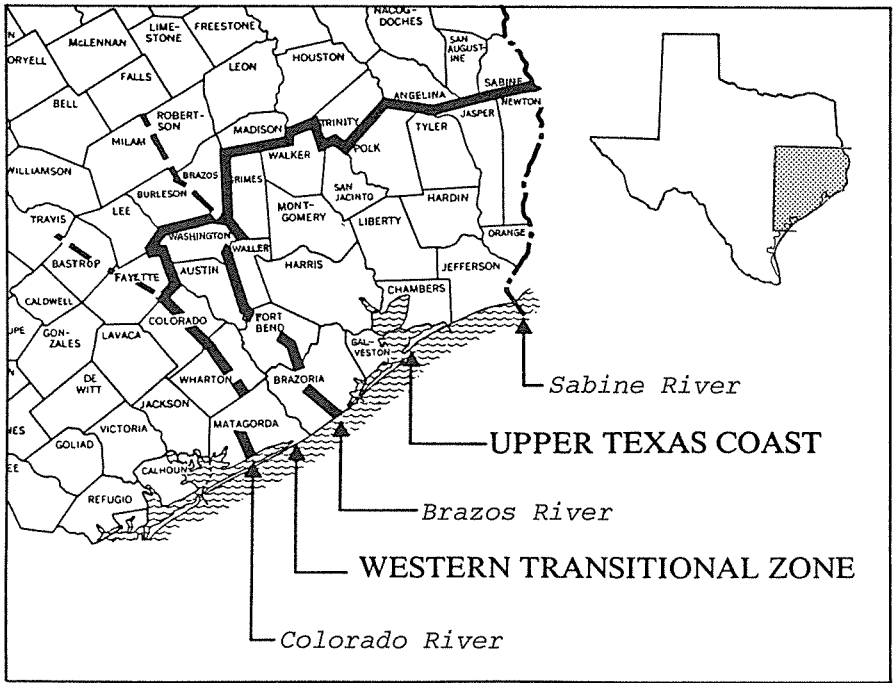 NACOG-
DOCHES
LIME-
STONE
FREESTONE
McLENNAN
SAN
AUGUST-
INE
ORYELL
LEON
HOUSTON
FALLS
SABINE
BELL
ANGELINA
NEWTON
ROBERT-
SON
JASPER
TRINITY
MADISON
TYLER
MILAM
WALKER
POLK
WILLIAMSON
BRAZOS
GRIMES
BURLESON
SAN
JACINTO
HARDIN
LEE
MONT-
GOMERY
TRAVIS
LIBERTY
WASHINGTON
ORANGE
WALLER
BASTROP
HARRIS
JEFFERSON
AUSTIN
FAYETTE
CHAMBERS
CALDWELL
COLORADO
FORT
BEND
UPE
GON-
ZALES
LAVACA
GAL-
VESTON
WHARTON
BRAZORIA
DE
WITT
JACKSON
MATAGORDA
NES
VICTORIA
GOLIAD
EE
CALHOUN
REFUGIO
Sabine River
UPPER TEXAS COAST
Brazos River
WESTERN TRANSITIONAL ZONE
Colorado River